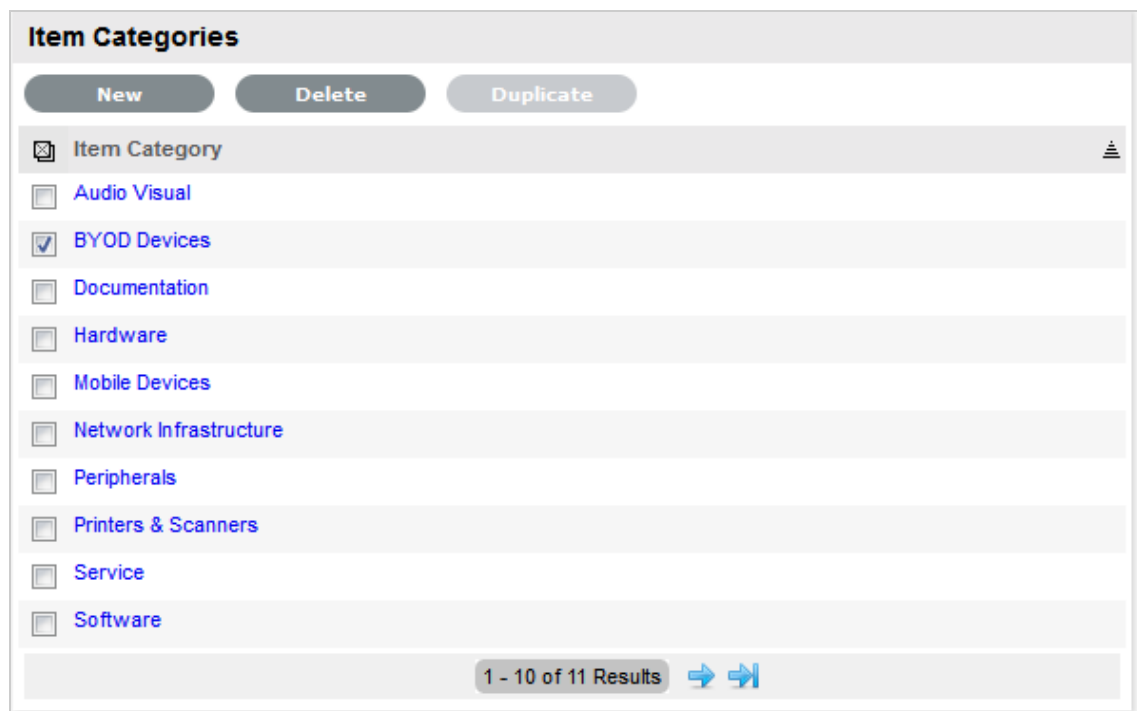 Item Categories
New Delete Duplicate
Item Category
Audio Visual
BYOD Devices
Documentation
Hardware
Mobile Devices
Network Infrastructure
Peripherals
Printers & Scanners
Service
Software
1 - 10 of 11 Results